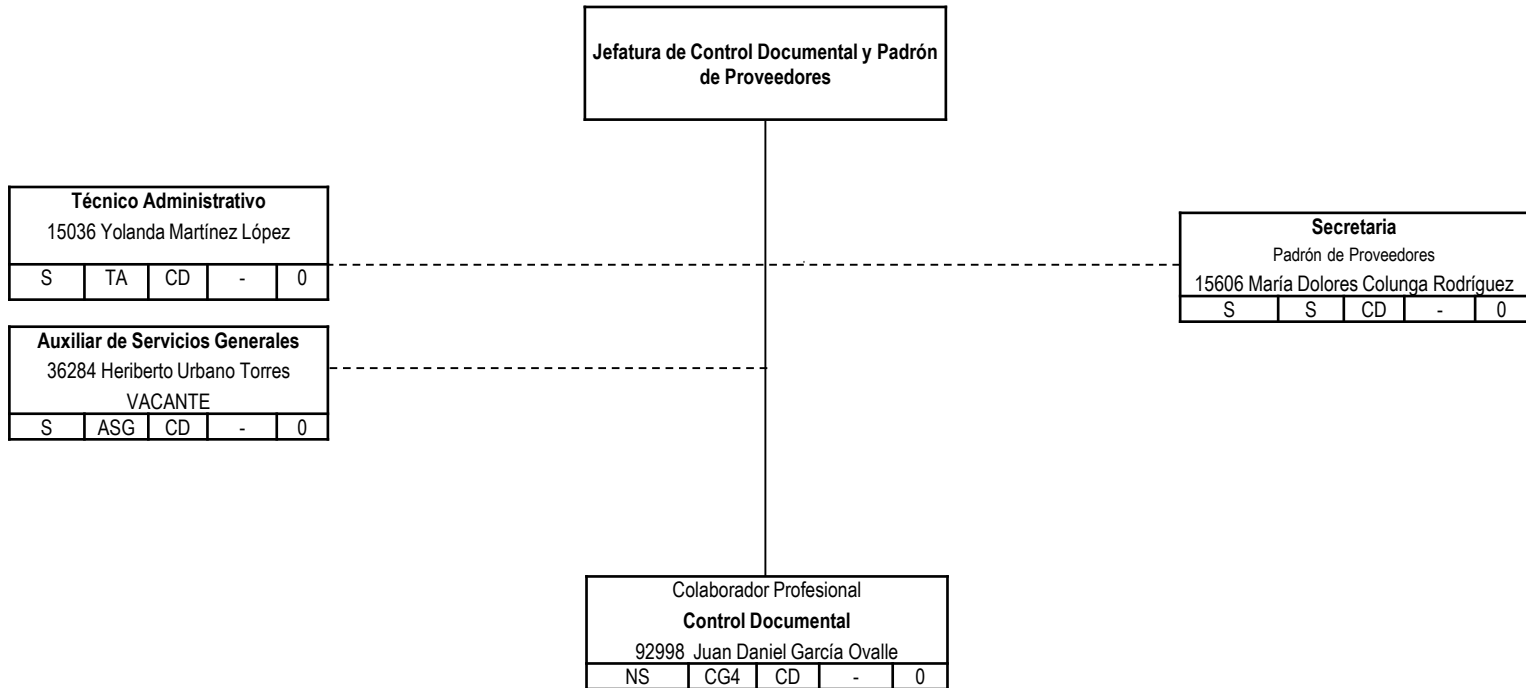 Jefatura de Control Documental y Padrón
de Proveedores
Técnico Administrativo
15036 Yolanda Martínez López
S TA CD - 0
Secretaria
Padrón de Proveedores
15606 María Dolores Colunga Rodríguez
S S CD - 0
Auxiliar de Servicios Generales
36284 Heriberto Urbano Torres
VACANTE
S ASG CD - 0
Colaborador Profesional
Control Documental
92998 Juan Daniel García Ovalle
NS CG4 CD - 0